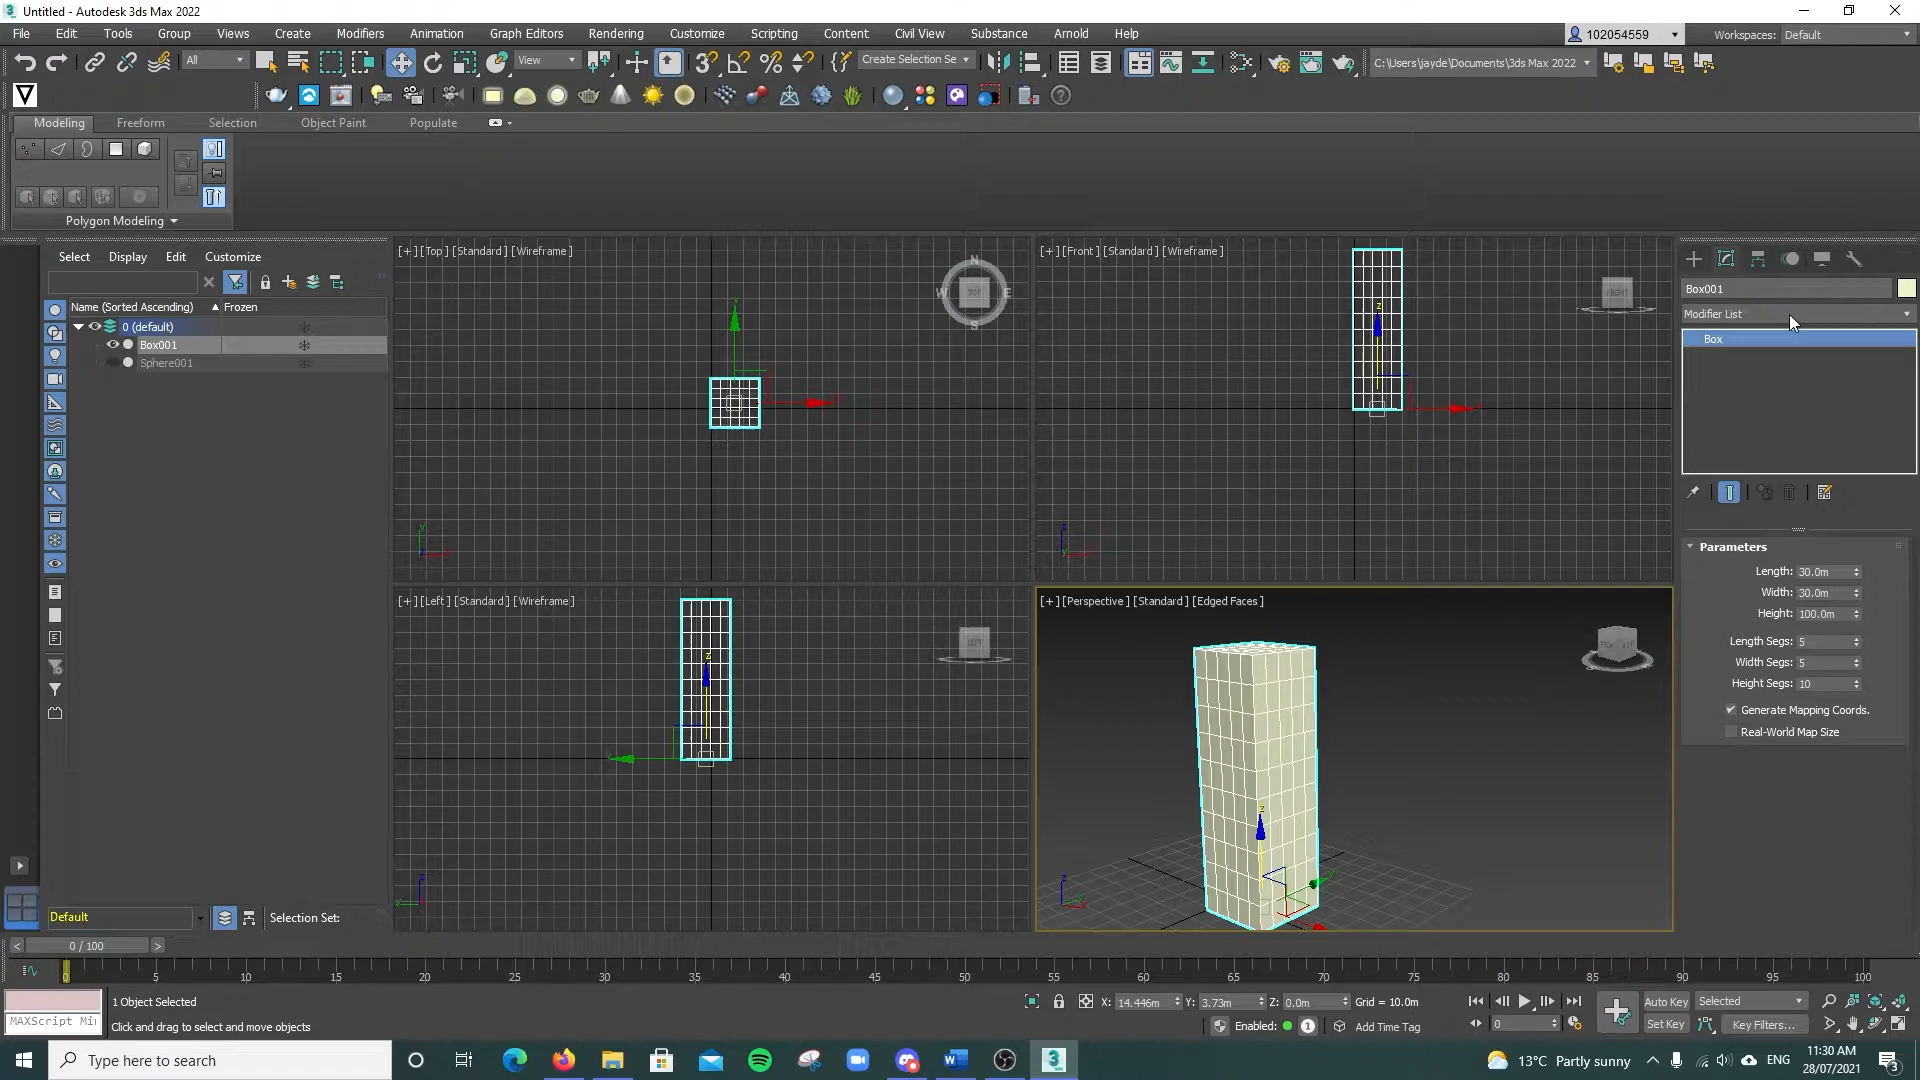 Untitled - Autodesk 3ds Max 2022
File Edit Tools Group Views Create Modifiers Animation Graph Editors Rendering Customize Scripting Content Civil View Substance Arnold Help
102054559 Workspaces: Default
All View Create Selection Se C:\Users\jayde\Documents\3ds Max 2022
Modeling Freeform Selection Object Paint Populate
Polygon Modeling
Select Display Edit Customize
Name (Sorted Ascending) Frozen
0 (default)
Box001
Sphere001
[+] [Top] [Standard] [Wireframe]
N
W TOP E
S
y
y
z
[+] [Front] [Standard] [Wireframe]
FRONT
z
z
[+] [Left] [Standard] [Wireframe]
LEFT
z
z
[+] [Perspective] [Standard] [Edged Faces]
z
z
Box001
Modifier List
Box
Parameters
Length: 30.0m
Width: 30.0m
Height: 100.0m
Length Segs: 5
Width Segs: 5
Height Segs: 10
Generate Mapping Coords.
Real-World Map Size
Default Selection Set:
< 0 / 100 >
0 5 10 15 20 25 30 35 40 45 50 55 60 65 70 75 80 85 90 95 100
1 Object Selected X: 14.446m Y: 3.73m Z: 0.0m Grid = 10.0m Auto Key Selected
MAXScript Mi Click and drag to select and move objects Enabled: 1 Add Time Tag 0 Set Key Key Filters...
Type here to search 13°C Partly sunny ENG 11:30 AM
28/07/2021 3